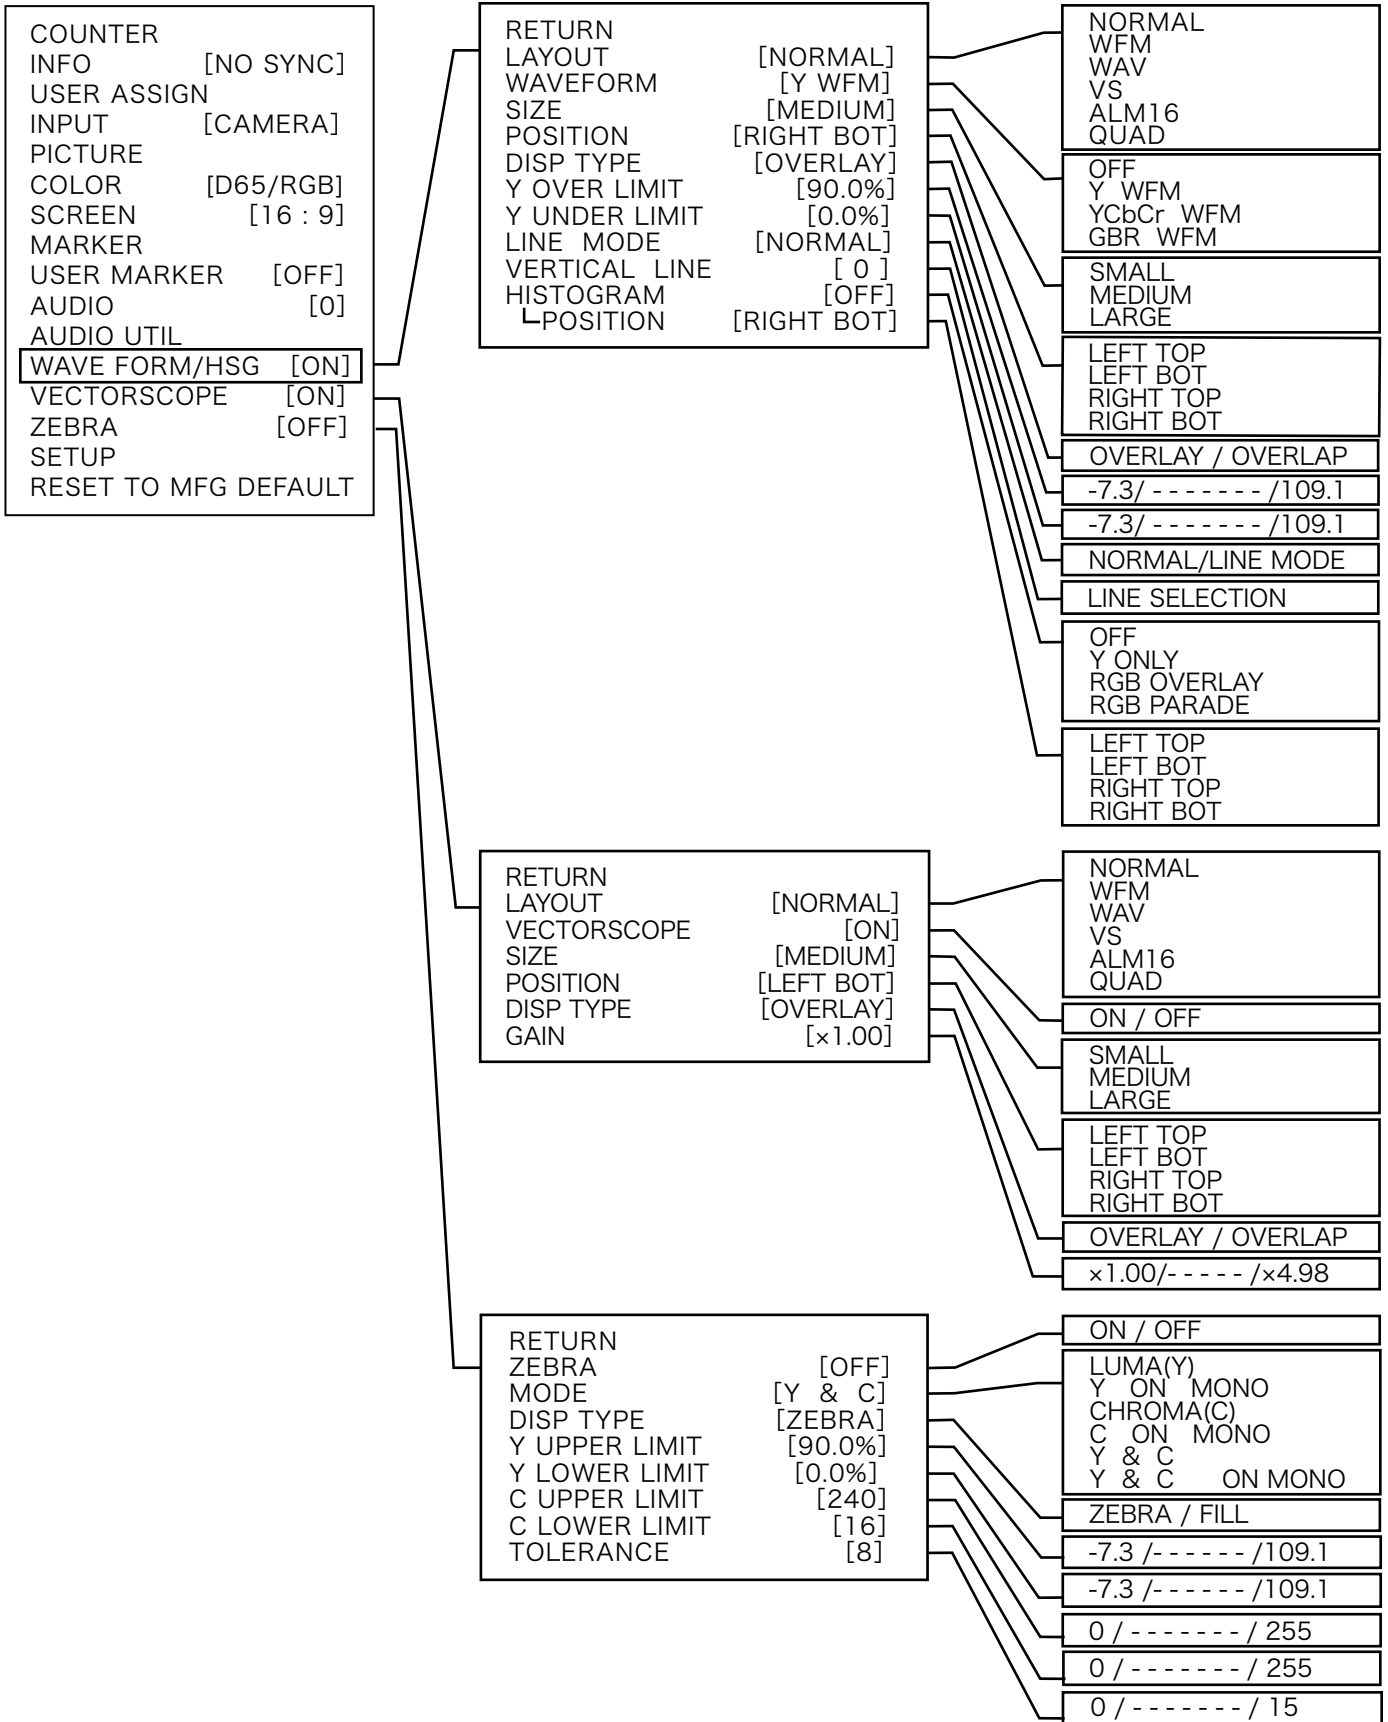 COUNTER
INFO [NO SYNC]
USER ASSIGN
INPUT [CAMERA]
PICTURE
COLOR [D65/RGB]
SCREEN [16 : 9]
MARKER
USER MARKER [OFF]
AUDIO [0]
AUDIO UTIL
WAVE FORM/HSG [ON]
VECTORSCOPE [ON]
ZEBRA [OFF]
SETUP
RESET TO MFG DEFAULT
RETURN
LAYOUT [NORMAL]
WAVEFORM [Y WFM]
SIZE [MEDIUM]
POSITION [RIGHT BOT]
DISP TYPE [OVERLAY]
Y OVER LIMIT [90.0%]
Y UNDER LIMIT [0.0%]
LINE MODE [NORMAL]
VERTICAL LINE [ 0 ]
HISTOGRAM [OFF]
POSITION [RIGHT BOT]
NORMAL
WFM
WAV
VS
ALM16
QUAD
OFF
Y WFM
YCbCr WFM
GBR WFM
SMALL
MEDIUM
LARGE
LEFT TOP
LEFT BOT
RIGHT TOP
RIGHT BOT
OVERLAY / OVERLAP
-7.3/ - - - - - - - /109.1
-7.3/ - - - - - - - /109.1
NORMAL/LINE MODE
LINE SELECTION
OFF
Y ONLY
RGB OVERLAY
RGB PARADE
LEFT TOP
LEFT BOT
RIGHT TOP
RIGHT BOT
RETURN
LAYOUT [NORMAL]
VECTORSCOPE [ON]
SIZE [MEDIUM]
POSITION [LEFT BOT]
DISP TYPE [OVERLAY]
GAIN [×1.00]
NORMAL
WFM
WAV
VS
ALM16
QUAD
ON / OFF
SMALL
MEDIUM
LARGE
LEFT TOP
LEFT BOT
RIGHT TOP
RIGHT BOT
OVERLAY / OVERLAP
×1.00/- - - - - /×4.98
RETURN
ZEBRA [OFF]
MODE [Y & C]
DISP TYPE [ZEBRA]
Y UPPER LIMIT [90.0%]
Y LOWER LIMIT [0.0%]
C UPPER LIMIT [240]
C LOWER LIMIT [16]
TOLERANCE [8]
ON / OFF
LUMA(Y)
Y ON MONO
CHROMA(C)
C ON MONO
Y & C
Y & C ON MONO
ZEBRA / FILL
-7.3 /- - - - - - /109.1
-7.3 /- - - - - - /109.1
0 / - - - - - - - / 255
0 / - - - - - - - / 255
0 / - - - - - - - / 15